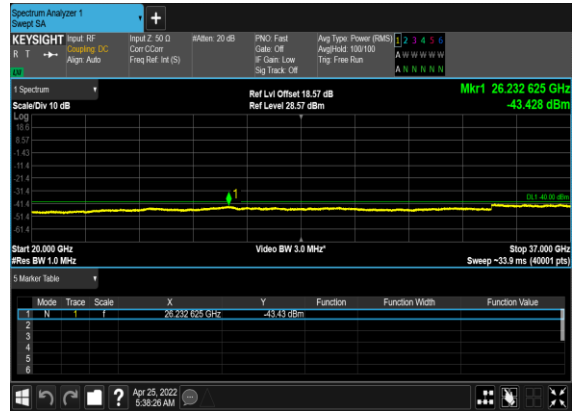 Spectrum Analyzer 1
Swept SA
+
KEYSIGHT Input: RF Input Z: 50 Ω #Atten: 20 dB PNO: Fast Avg Type: Power (RMS) 1 2 3 4 5 6
R T Coupling: DC Corr CCorr Gate: Off Avg|Hold: 100/100 A W W W W W
Align: Auto Freq Ref: Int (S) IF Gain: Low Trig: Free Run A N N N N N
Sig Track: Off
1 Spectrum
Ref Lvl Offset 18.57 dB Mkr1 26.232 625 GHz
Scale/Div 10 dB Ref Level 28.57 dBm -43.428 dBm
Log
18.6
8.57
-1.43
-11.4
-21.4
-31.4
1
DL1 -40.00 dBm
-41.4
-51.4
-61.4
Start 20.000 GHz Video BW 3.0 MHz* Stop 37.000 GHz
#Res BW 1.0 MHz Sweep ~33.9 ms (40001 pts)
5 Marker Table
Mode Trace Scale X Y Function Function Width Function Value
1 N 1 f 26.232 625 GHz -43.43 dBm
2
3
4
5
6
? Apr 25, 2022
5:38:26 AM